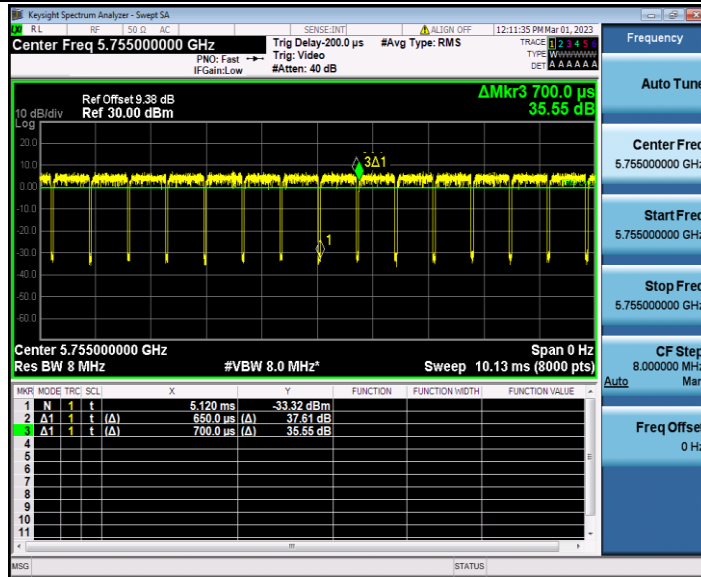 Keysight Spectrum Analyzer - Swept SA
RL RF 50 Ω AC SENSE:INT ALIGN OFF 12:11:35 PM Mar 01, 2023
Center Freq 5.755000000 GHz
PNO: Fast
IFGain:Low
Trig Delay-200.0 µs
Trig: Video
#Atten: 40 dB
#Avg Type: RMS
TRACE 1 2 3 4 5 6
TYPE W
DET A A A A A A
Frequency
Auto Tune
Center Freq
5.755000000 GHz
Start Freq
5.755000000 GHz
Stop Freq
5.755000000 GHz
CF Step
8.000000 MHz
Auto Man
Freq Offset
0 Hz
ΔMkr3 700.0 µs
35.55 dB
Ref Offset 9.38 dB
Ref 30.00 dBm
10 dB/div
Log
20.0
10.0
0.00
-10.0
-20.0
-30.0
-40.0
-50.0
-60.0
3Δ1
1
Center 5.755000000 GHz Span 0 Hz
Res BW 8 MHz #VBW 8.0 MHz* Sweep 10.13 ms (8000 pts)
MKR MODE TRC SCL X Y FUNCTION FUNCTION WIDTH FUNCTION VALUE
1 N 1 t 5.120 ms -33.32 dBm
2 Δ1 1 t (Δ) 650.0 µs (Δ) 37.61 dB
3 Δ1 1 t (Δ) 700.0 µs (Δ) 35.55 dB
4
5
6
7
8
9
10
11
MSG STATUS